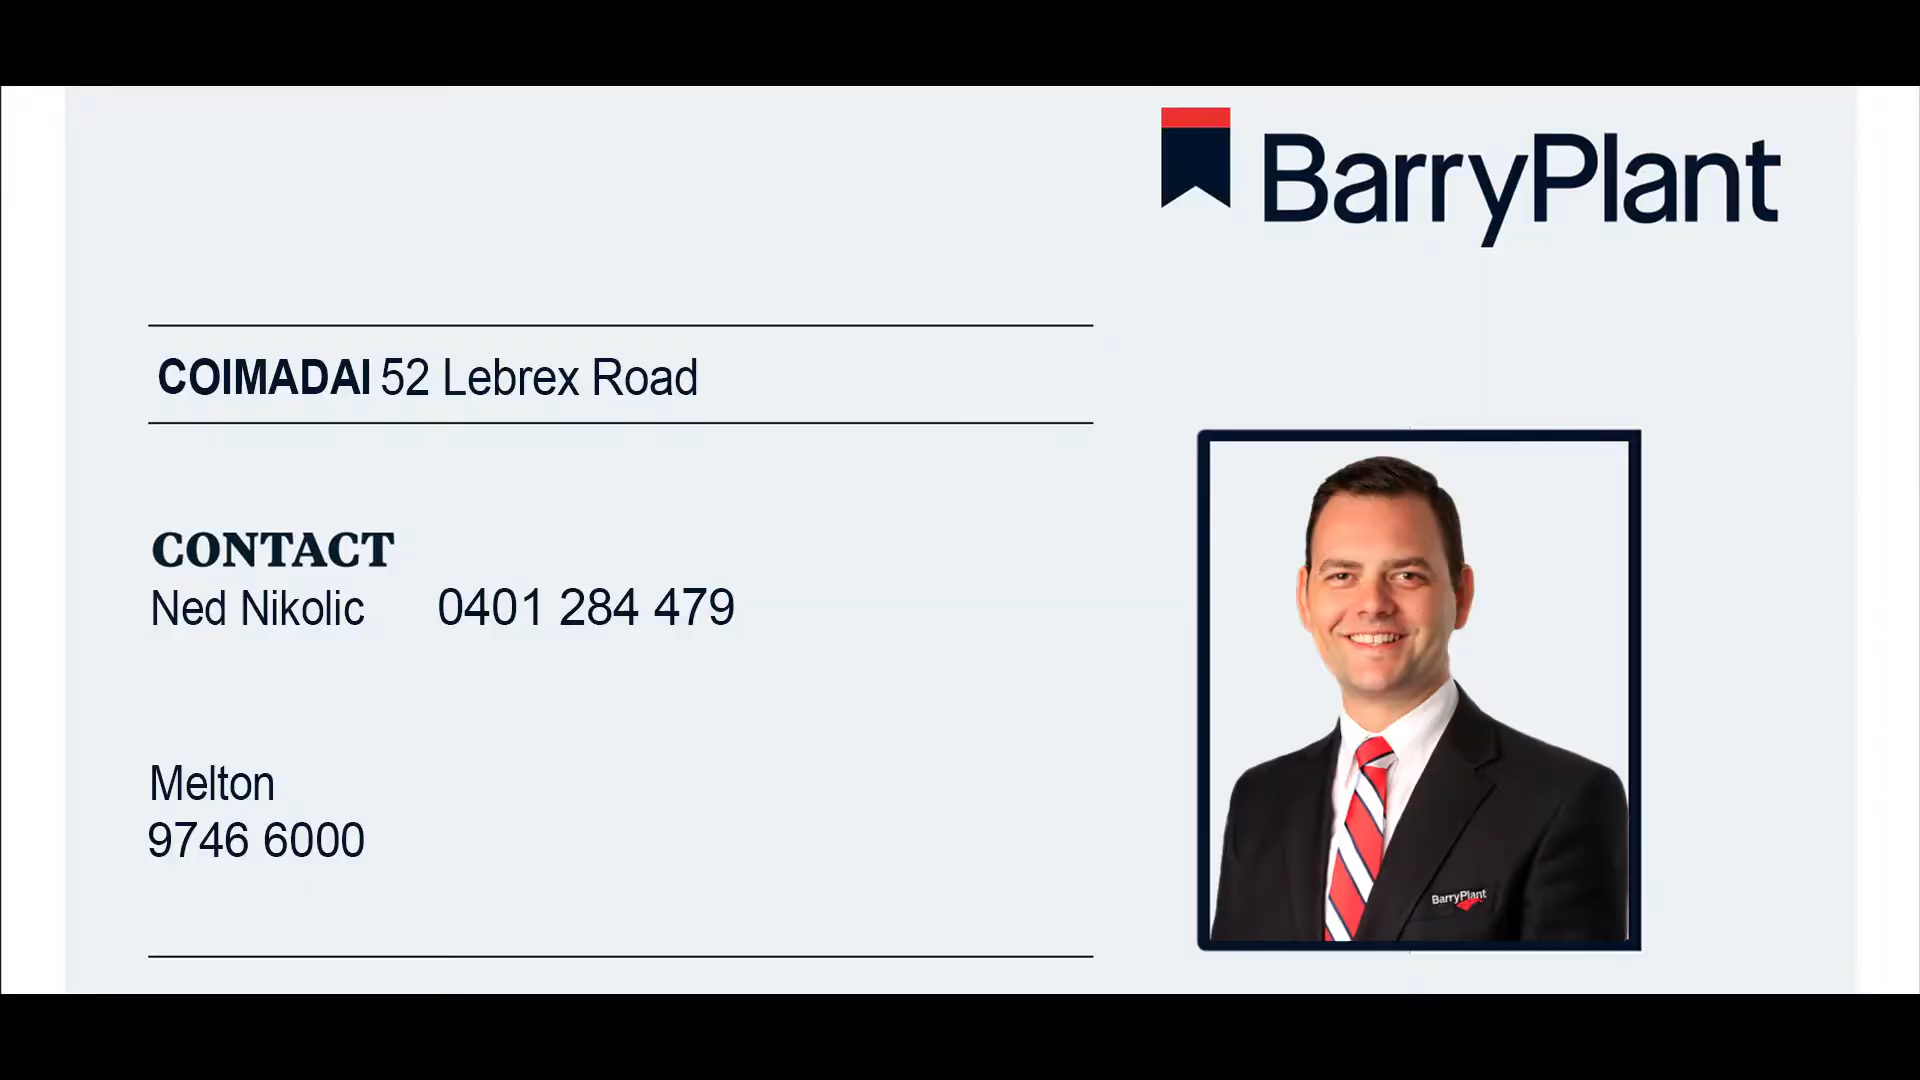 BarryPlant
COIMADAI 52 Lebrex Road
CONTACT
Ned Nikolic 0401 284 479
Melton
9746 6000
BarryPlant